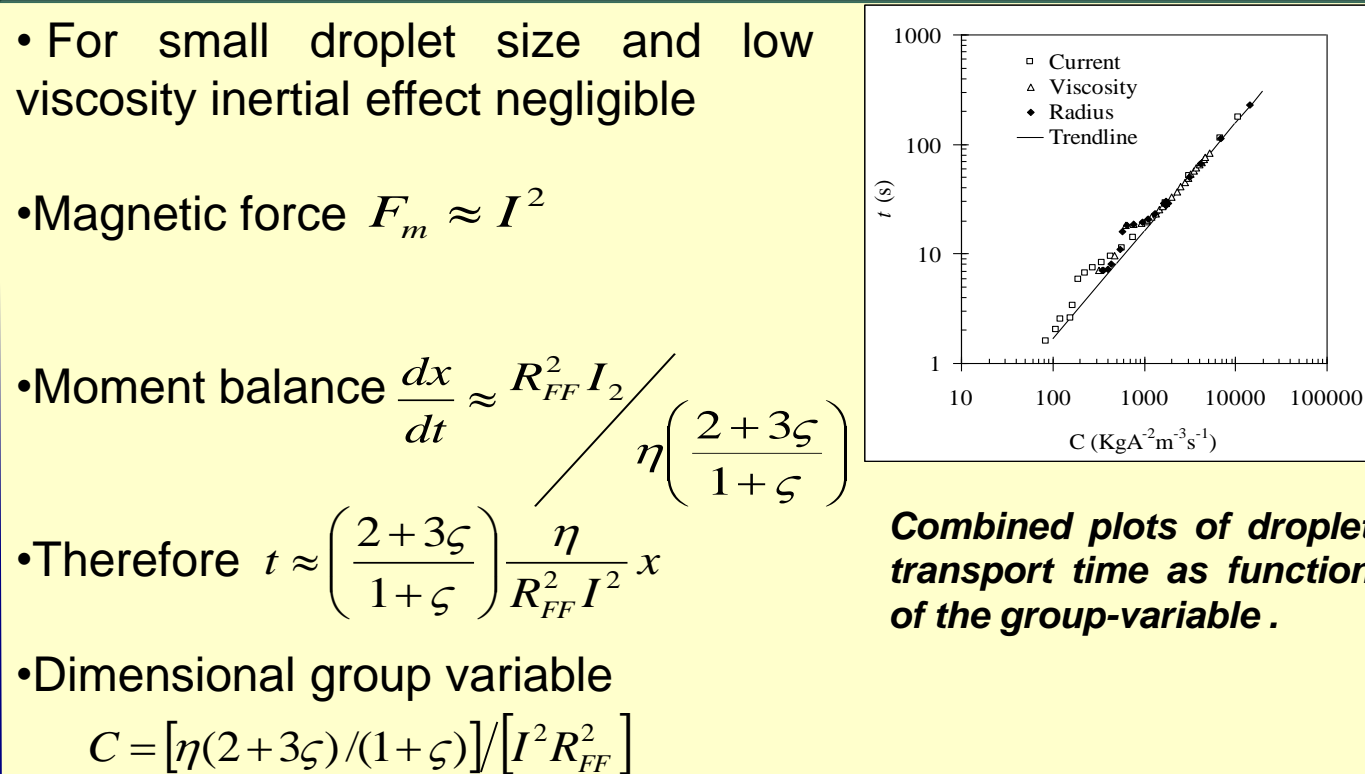 • For small droplet size and low
viscosity inertial effect negligible
•Magnetic force F_m ≈ I^2
•Moment balance dx/dt ≈ R_FF^2 I_2 / η((2 + 3ς)/(1 + ς))
•Therefore t ≈ ((2 + 3ς)/(1 + ς)) η/(R_FF^2 I^2) x
•Dimensional group variable
C = [η(2 + 3ς)/(1 + ς)]/[I^2 R_FF^2]
1000
100
10
1
t (s)
Current
Viscosity
Radius
Trendline
10 100 1000 10000 100000
C (KgA^-2m^-3s^-1)
Combined plots of droplet
transport time as function
of the group-variable .